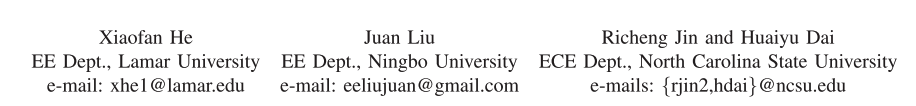 Xiaofan He
EE Dept., Lamar University
e-mail: xhe1@lamar.edu
Juan Liu
EE Dept., Ningbo University
e-mail: eeliujuan@gmail.com
Richeng Jin and Huaiyu Dai
ECE Dept., North Carolina State University
e-mails: {rjin2,hdai}@ncsu.edu